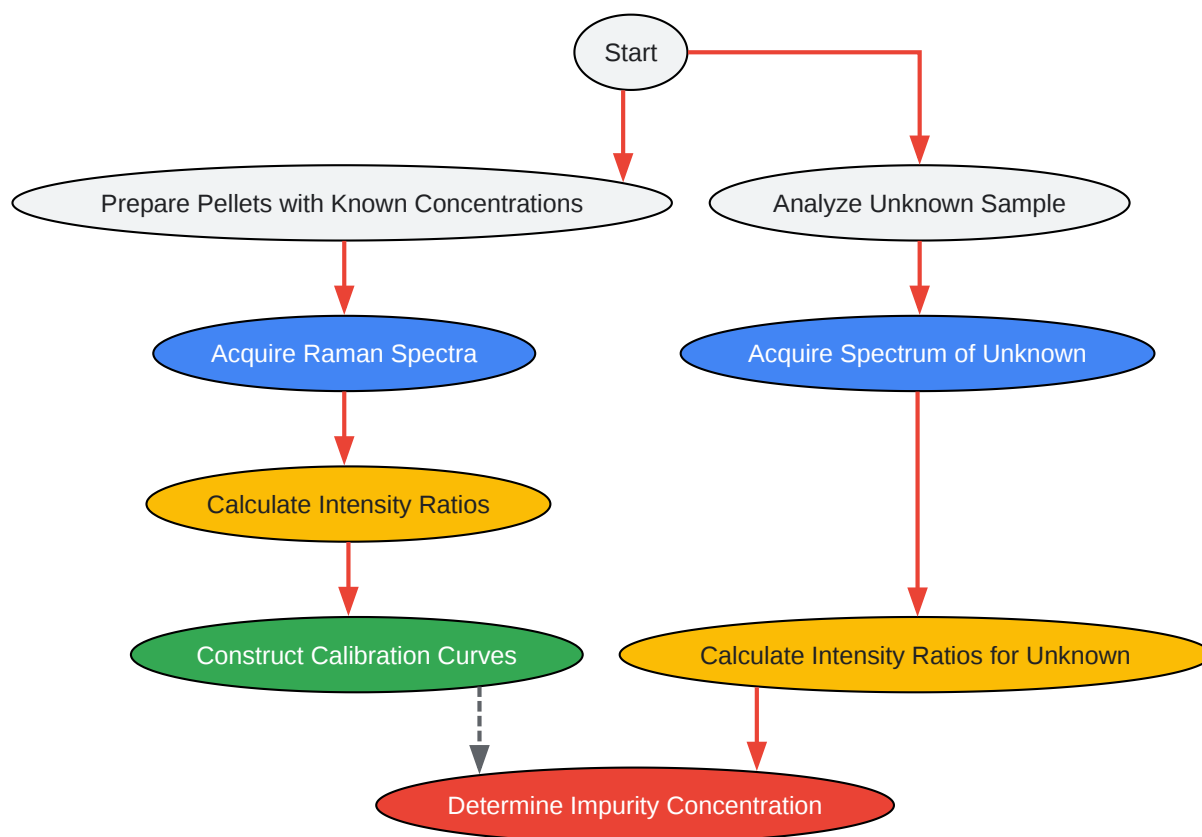 Start
Prepare Pellets with Known Concentrations
Analyze Unknown Sample
Acquire Raman Spectra
Acquire Spectrum of Unknown
Calculate Intensity Ratios
Construct Calibration Curves
Calculate Intensity Ratios for Unknown
Determine Impurity Concentration